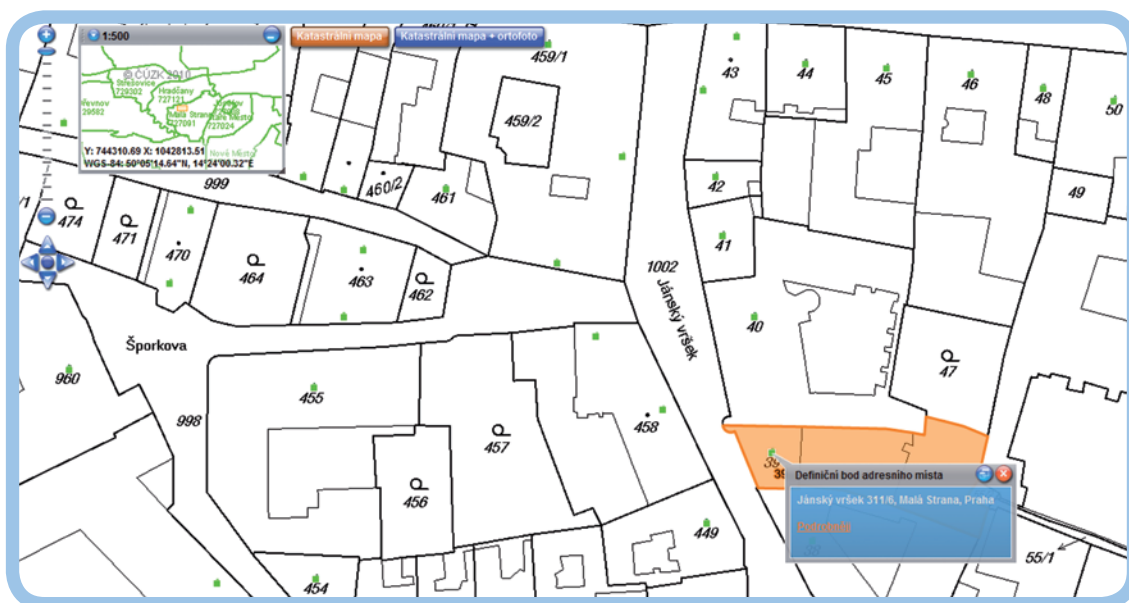 1:500
Katastrální mapa
Katastrální mapa + ortofoto
© ČÚZK 2010
Střešovice
729302
Hradčany
727121
29582
Malá Strana
727091
Staré Město
727024
Nové Město
Y: 744310.69 X: 1042813.51
WGS-84: 50°05'14.64"N, 14°24'00.32"E
459/1
43
44
45
46
48
50
459/2
999
460/2
461
42
49
474
471
470
464
463
462
41
1002
Jánský vršek
40
47
Šporkova
960
455
998
457
458
456
39
449
454
55/1
Definiční bod adresního místa
Jánský vršek 311/6, Malá Strana, Praha
Podrobněji
38